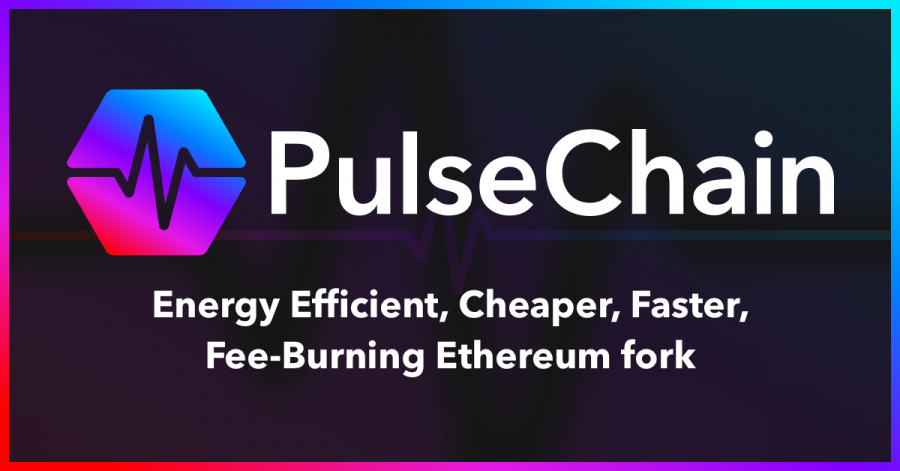 PulseChain
Energy Efficient, Cheaper, Faster,
Fee-Burning Ethereum fork